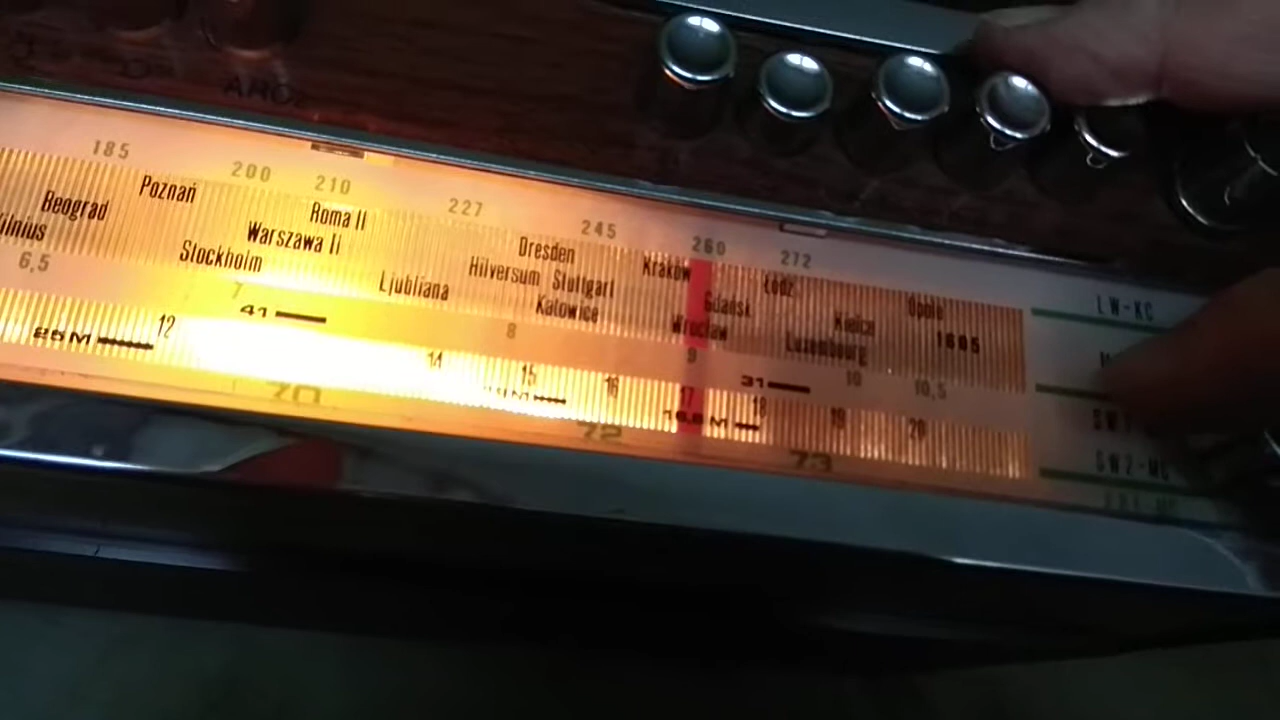 185 200 210 227 245 260 272 LW-KC
Poznań Roma II Dresden Kraków Łódź Opole
Beograd Warszawa II Hilversum Stuttgart Gdańsk Kielce 1605
Stockholm Ljubljana Katowice Wrocław Luxembourg
6,5 7 8 9 10 10,5
41 31
12 14 15 16 17 18 19 20
25M SW2-MC
70 72 73